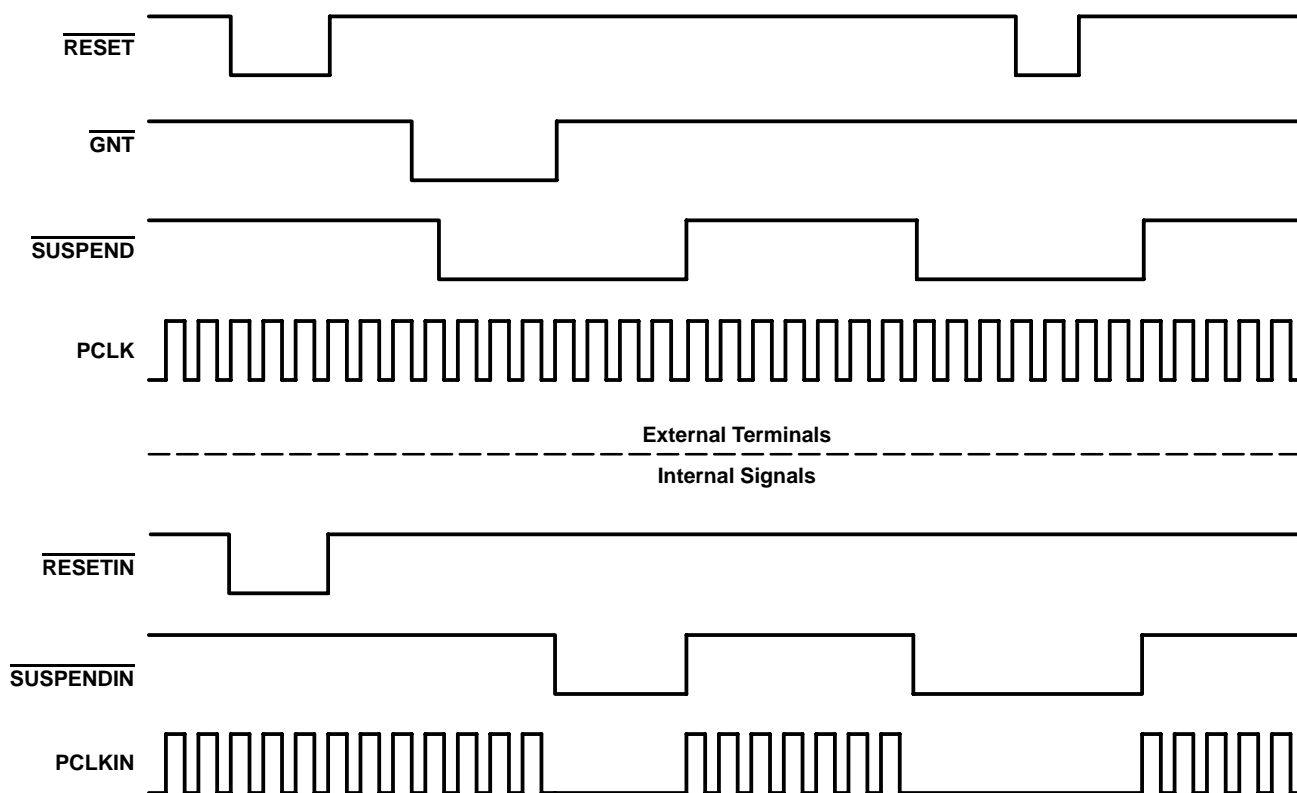 RESET
GNT
SUSPEND
PCLK
External Terminals
Internal Signals
RESETIN
SUSPENDIN
PCLKIN